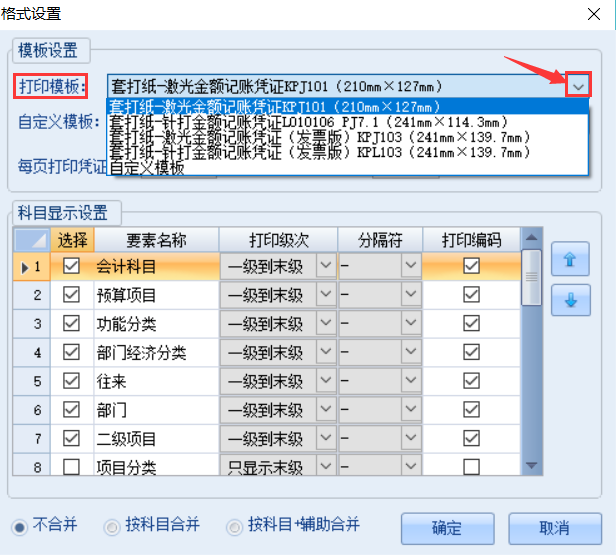 格式设置
模板设置
打印模板: 套打纸-激光金额记账凭证KPJ101（210mm×127mm）
套打纸-激光金额记账凭证KPJ101（210mm×127mm）
自定义模板: 套打纸-针打金额记账凭证L010106 PJ7.1（241mm×114.3mm）
套打纸-激光金额记账凭证（发票版）KPJ103（241mm×139.7mm）
套打纸-针打金额记账凭证（发票版）KPL103（241mm×139.7mm）
每页打印凭证 自定义模板
科目显示设置
选择 要素名称 打印级次 分隔符 打印编码
1 会计科目 一级到末级 -
2 预算项目 一级到末级 -
3 功能分类 一级到末级 -
4 部门经济分类 一级到末级 -
5 往来 一级到末级 -
6 部门 一级到末级 -
7 二级项目 一级到末级 -
8 项目分类 只显示末级 -
不合并 按科目合并 按科目+辅助合并 确定 取消